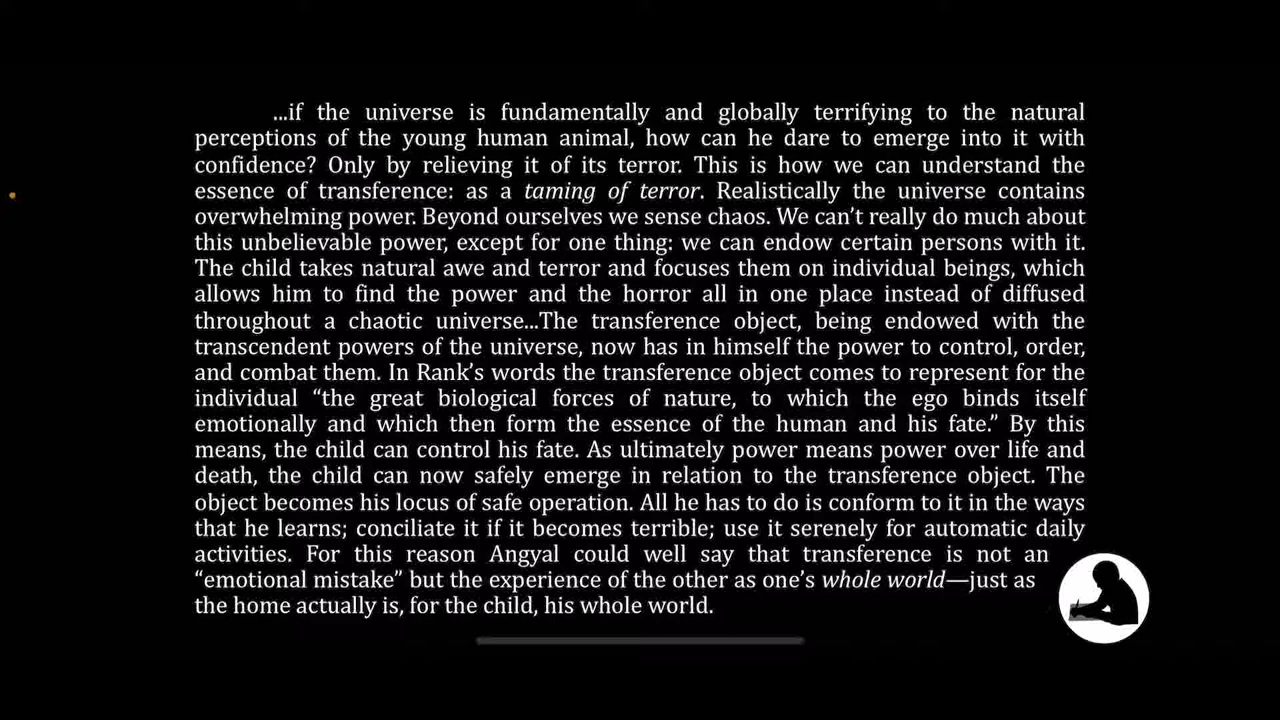 ...if the universe is fundamentally and globally terrifying to the natural
perceptions of the young human animal, how can he dare to emerge into it with
confidence? Only by relieving it of its terror. This is how we can understand the
essence of transference: as a taming of terror. Realistically the universe contains
overwhelming power. Beyond ourselves we sense chaos. We can’t really do much about
this unbelievable power, except for one thing: we can endow certain persons with it.
The child takes natural awe and terror and focuses them on individual beings, which
allows him to find the power and the horror all in one place instead of diffused
throughout a chaotic universe...The transference object, being endowed with the
transcendent powers of the universe, now has in himself the power to control, order,
and combat them. In Rank’s words the transference object comes to represent for the
individual “the great biological forces of nature, to which the ego binds itself
emotionally and which then form the essence of the human and his fate.” By this
means, the child can control his fate. As ultimately power means power over life and
death, the child can now safely emerge in relation to the transference object. The
object becomes his locus of safe operation. All he has to do is conform to it in the ways
that he learns; conciliate it if it becomes terrible; use it serenely for automatic daily
activities. For this reason Angyal could well say that transference is not an
“emotional mistake” but the experience of the other as one’s whole world—just as
the home actually is, for the child, his whole world.